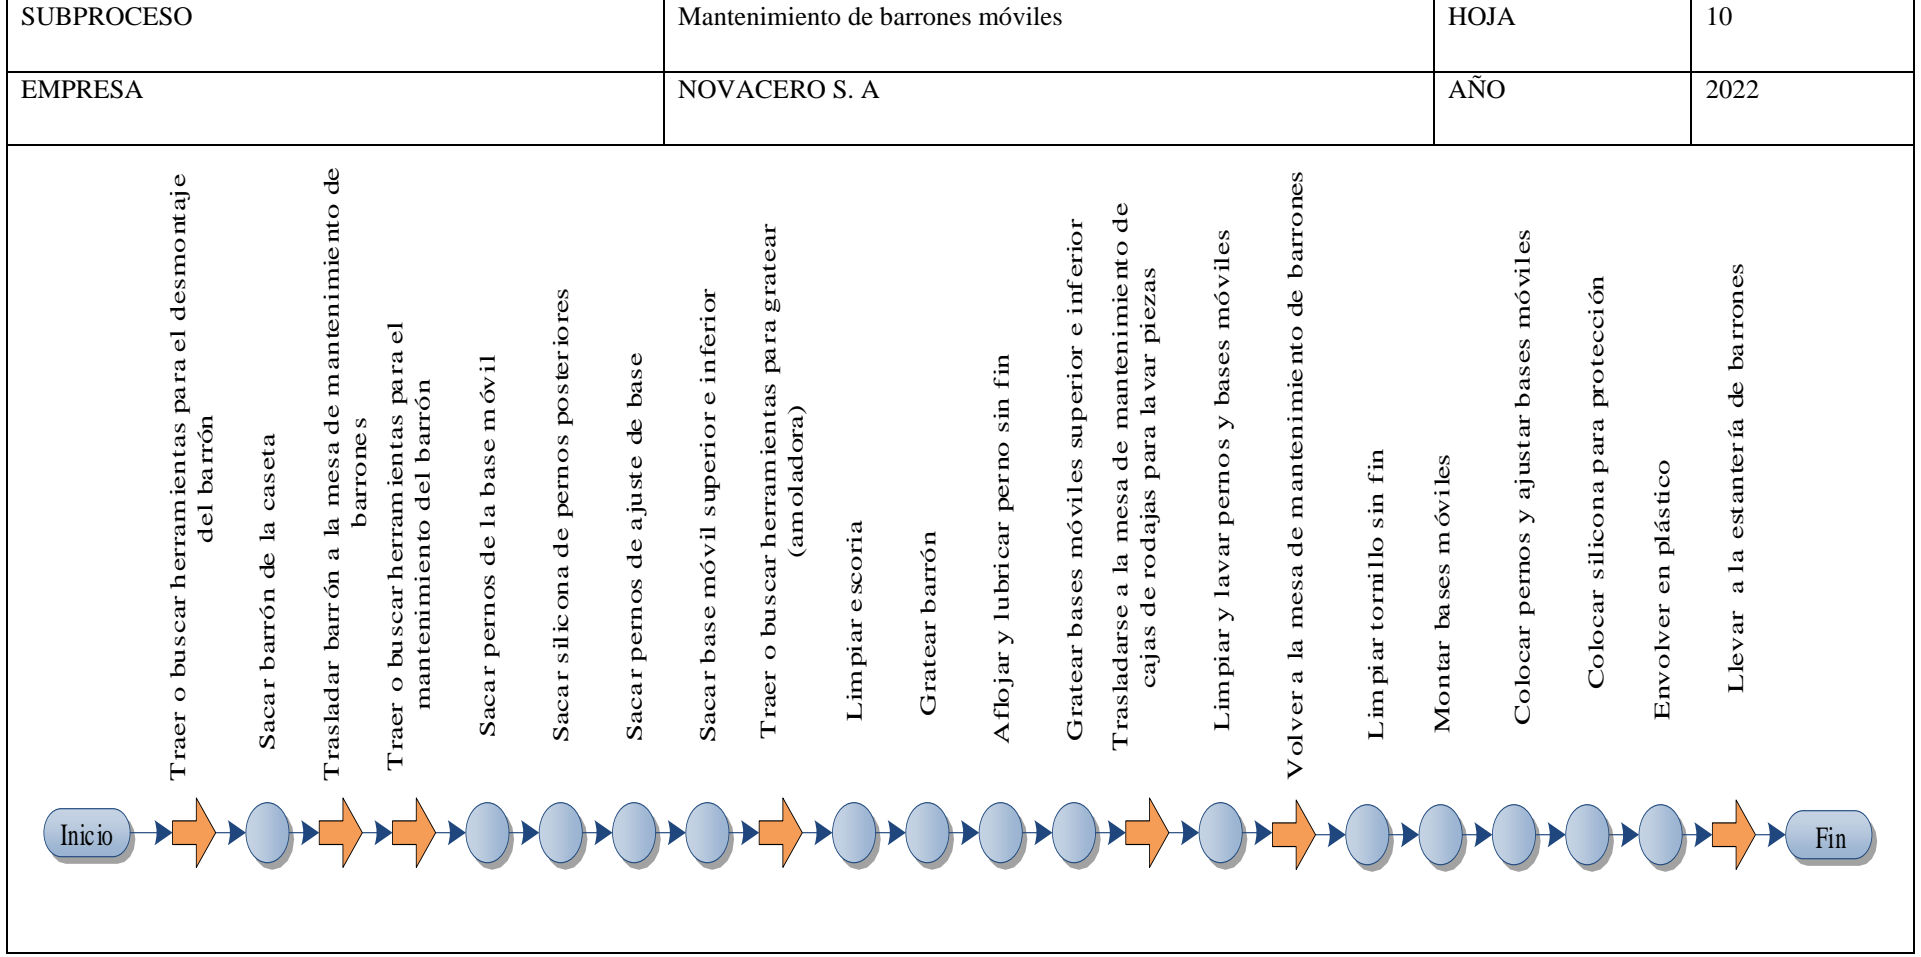 SUBPROCESO
Mantenimiento de barrones móviles
HOJA
10
EMPRESA
NOVACERO S. A
AÑO
2022
Traer o buscar herramientas para el desmontaje
del barrón
Sacar barrón de la caseta
Trasladar barrón a la mesa de mantenimiento de
barrones
Traer o buscar herramientas para el
mantenimiento del barrón
Sacar pernos de la base móvil
Sacar silicona de pernos posteriores
Sacar pernos de ajuste de base
Sacar base móvil superior e inferior
Traer o buscar herramientas para gratear
(amoladora)
Limpiar escoria
Gratear barrón
Aflojar y lubricar perno sin fin
Gratear bases móviles superior e inferior
Trasladarse a la mesa de mantenimiento de
cajas de rodajas para lavar piezas
Limpiar y lavar pernos y bases móviles
Volver a la mesa de mantenimiento de barrones
Limpiar tornillo sin fin
Montar bases móviles
Colocar pernos y ajustar bases móviles
Colocar silicona para protección
Envolver en plástico
Llevar a la estantería de barrones
Inicio
Fin